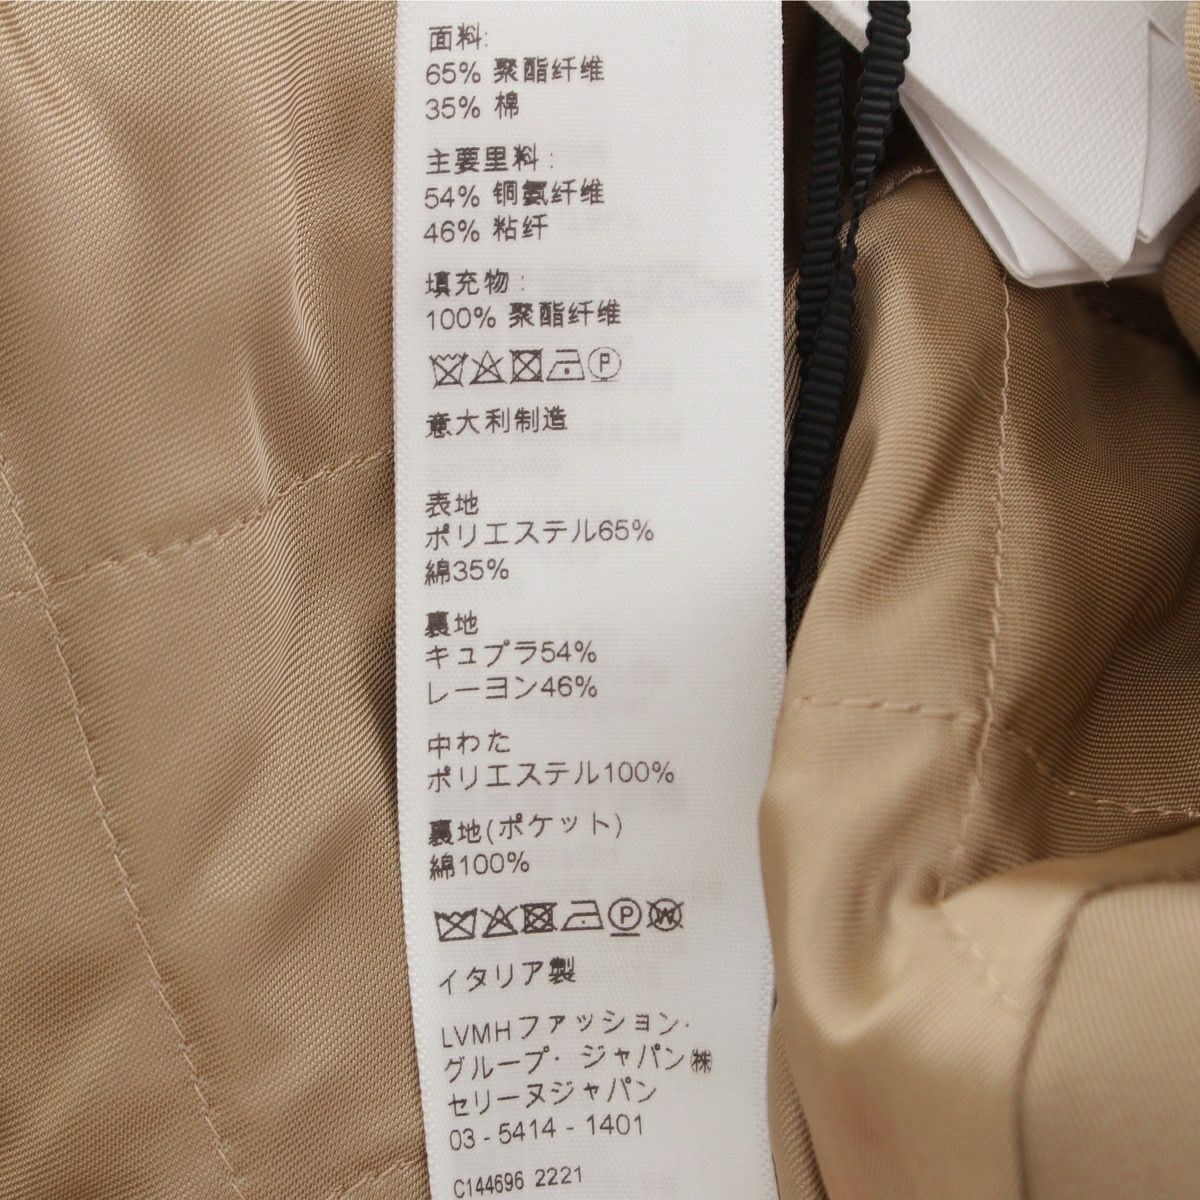 面料:
65% 聚酯纤维
35% 棉
主要里料:
54% 铜氨纤维
46% 粘纤
填充物:
100% 聚酯纤维
P
意大利制造
表地
ポリエステル65%
綿35%
裏地
キュプラ54%
レーヨン46%
中わた
ポリエステル100%
裏地(ポケット)
綿100%
P W
イタリア製
LVMHファッション・
グループ・ジャパン㈱
セリーヌジャパン
03-5414-1401
C144696 2221